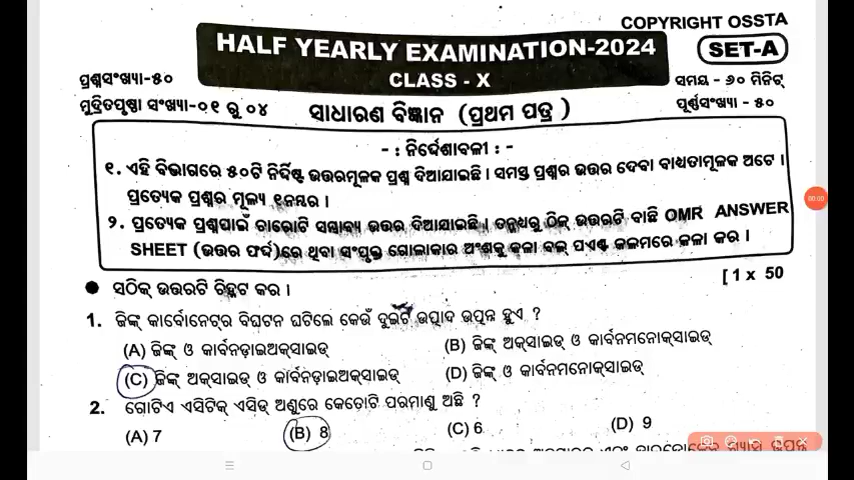 COPYRIGHT OSSTA
HALF YEARLY EXAMINATION-2024
SET-A
CLASS - X
ପ୍ରଶ୍ନସଂଖ୍ୟା-୫୦
ସମୟ - ୬୦ ମିନିଟ୍
ମୁଦ୍ରିତପୃଷ୍ଠା ସଂଖ୍ୟା-୦୧ ରୁ ୦୪
ସାଧାରଣ ବିଜ୍ଞାନ (ପ୍ରଥମ ପତ୍ର)
ପୂର୍ଣ୍ଣସଂଖ୍ୟା - ୫୦
- : ନିର୍ଦ୍ଦେଶାବଳୀ : -
୧. ଏହି ବିଭାଗରେ ୫୦ଟି ନିର୍ଦ୍ଦିଷ୍ଟ ଉତ୍ତରମୂଳକ ପ୍ରଶ୍ନ ଦିଆଯାଇଛି । ସମସ୍ତ ପ୍ରଶ୍ନର ଉତ୍ତର ଦେବା ବାଧ୍ୟତାମୂଳକ ଅଟେ ।
ପ୍ରତ୍ୟେକ ପ୍ରଶ୍ନର ମୂଲ୍ୟ ୧ନମ୍ବର ।
୨. ପ୍ରତ୍ୟେକ ପ୍ରଶ୍ନପାଇଁ ଚାରୋଟି ସମ୍ଭାବ୍ୟ ଉତ୍ତର ଦିଆଯାଇଛି । ତନ୍ମଧ୍ୟରୁ ଠିକ୍ ଉତ୍ତରଟି ବାଛି OMR ANSWER
SHEET (ଉତ୍ତର ଫର୍ଦ୍ଦ)ରେ ଥିବା ସଂପୃକ୍ତ ଗୋଳାକାର ଅଂଶକୁ କଳା ବଲ୍ ପଏଣ୍ଟ କଲମରେ କଳା କର ।
[ 1 x 50
● ସଠିକ୍ ଉତ୍ତରଟି ଚିହ୍ନଟ କର ।
1. ଜିଙ୍କ୍ କାର୍ବୋନେଟ୍‌ର ବିଘଟନ ଘଟିଲେ କେଉଁ ଦୁଇଟି ଉତ୍ପାଦ ଉତ୍ପନ୍ନ ହୁଏ ?
(A) ଜିଙ୍କ୍ ଓ କାର୍ବନଡ଼ାଇଅକ୍‌ସାଇଡ୍
(B) ଜିଙ୍କ୍ ଅକ୍‌ସାଇଡ୍ ଓ କାର୍ବନମନୋକ୍‌ସାଇଡ୍
(C) ଜିଙ୍କ୍ ଅକ୍‌ସାଇଡ୍ ଓ କାର୍ବନଡ଼ାଇଅକ୍‌ସାଇଡ୍
(D) ଜିଙ୍କ୍ ଓ କାର୍ବନମନୋକ୍‌ସାଇଡ୍
2. ଗୋଟିଏ ଏସିଟିକ୍ ଏସିଡ୍ ଅଣୁରେ କେତୋଟି ପରମାଣୁ ଅଛି ?
(A) 7
(B) 8
(C) 6
(D) 9
00:00